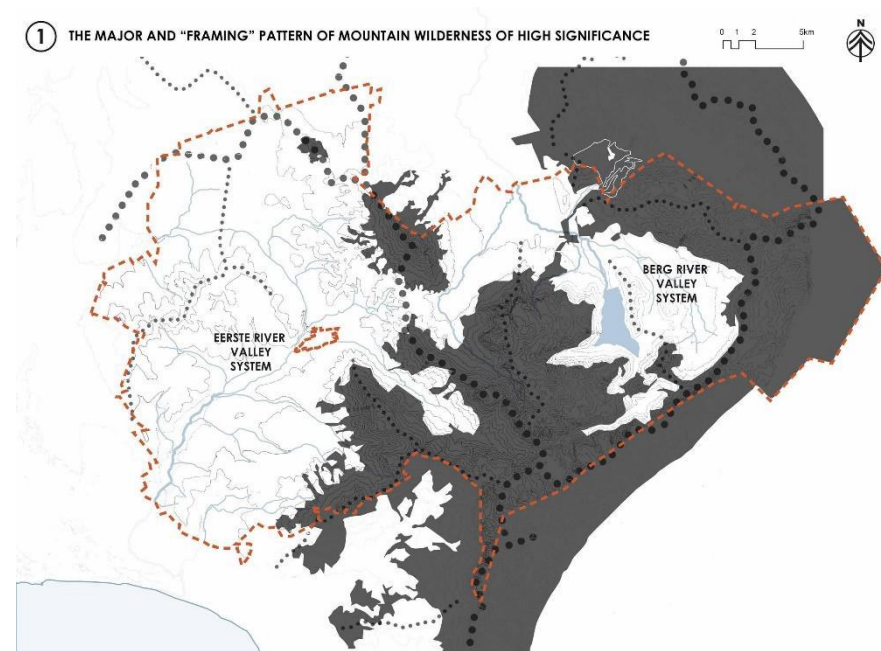 1 THE MAJOR AND “FRAMING” PATTERN OF MOUNTAIN WILDERNESS OF HIGH SIGNIFICANCE
0 1 2 5km
N
BERG RIVER
VALLEY
SYSTEM
EERSTE RIVER
VALLEY
SYSTEM